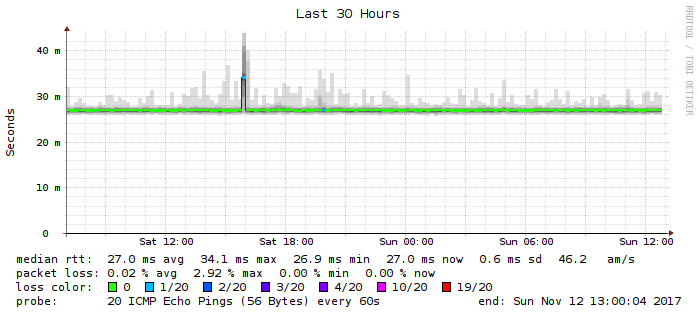 Last 30 Hours
RRDTOOL / TOBI OETIKER
Seconds
40 m
30 m
20 m
10 m
0
Sat 12:00 Sat 18:00 Sun 00:00 Sun 06:00 Sun 12:00
median rtt: 27.0 ms avg 34.1 ms max 26.9 ms min 27.0 ms now 0.6 ms sd 46.2 am/s
packet loss: 0.02 % avg 2.92 % max 0.00 % min 0.00 % now
loss color: 0 1/20 2/20 3/20 4/20 10/20 19/20
probe: 20 ICMP Echo Pings (56 Bytes) every 60s end: Sun Nov 12 13:00:04 2017